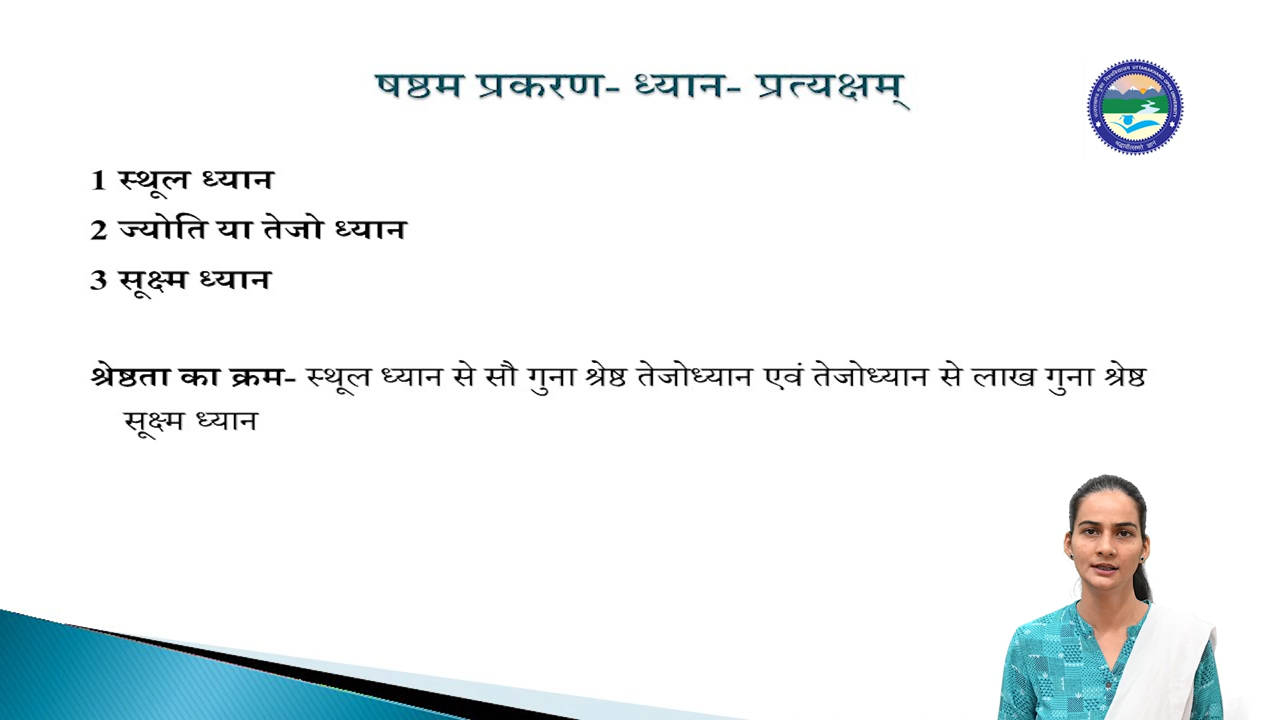 षष्ठम प्रकरण- ध्यान- प्रत्यक्षम्
1 स्थूल ध्यान
2 ज्योति या तेजो ध्यान
3 सूक्ष्म ध्यान
श्रेष्ठता का क्रम- स्थूल ध्यान से सौ गुना श्रेष्ठ तेजोध्यान एवं तेजोध्यान से लाख गुना श्रेष्ठ
सूक्ष्म ध्यान